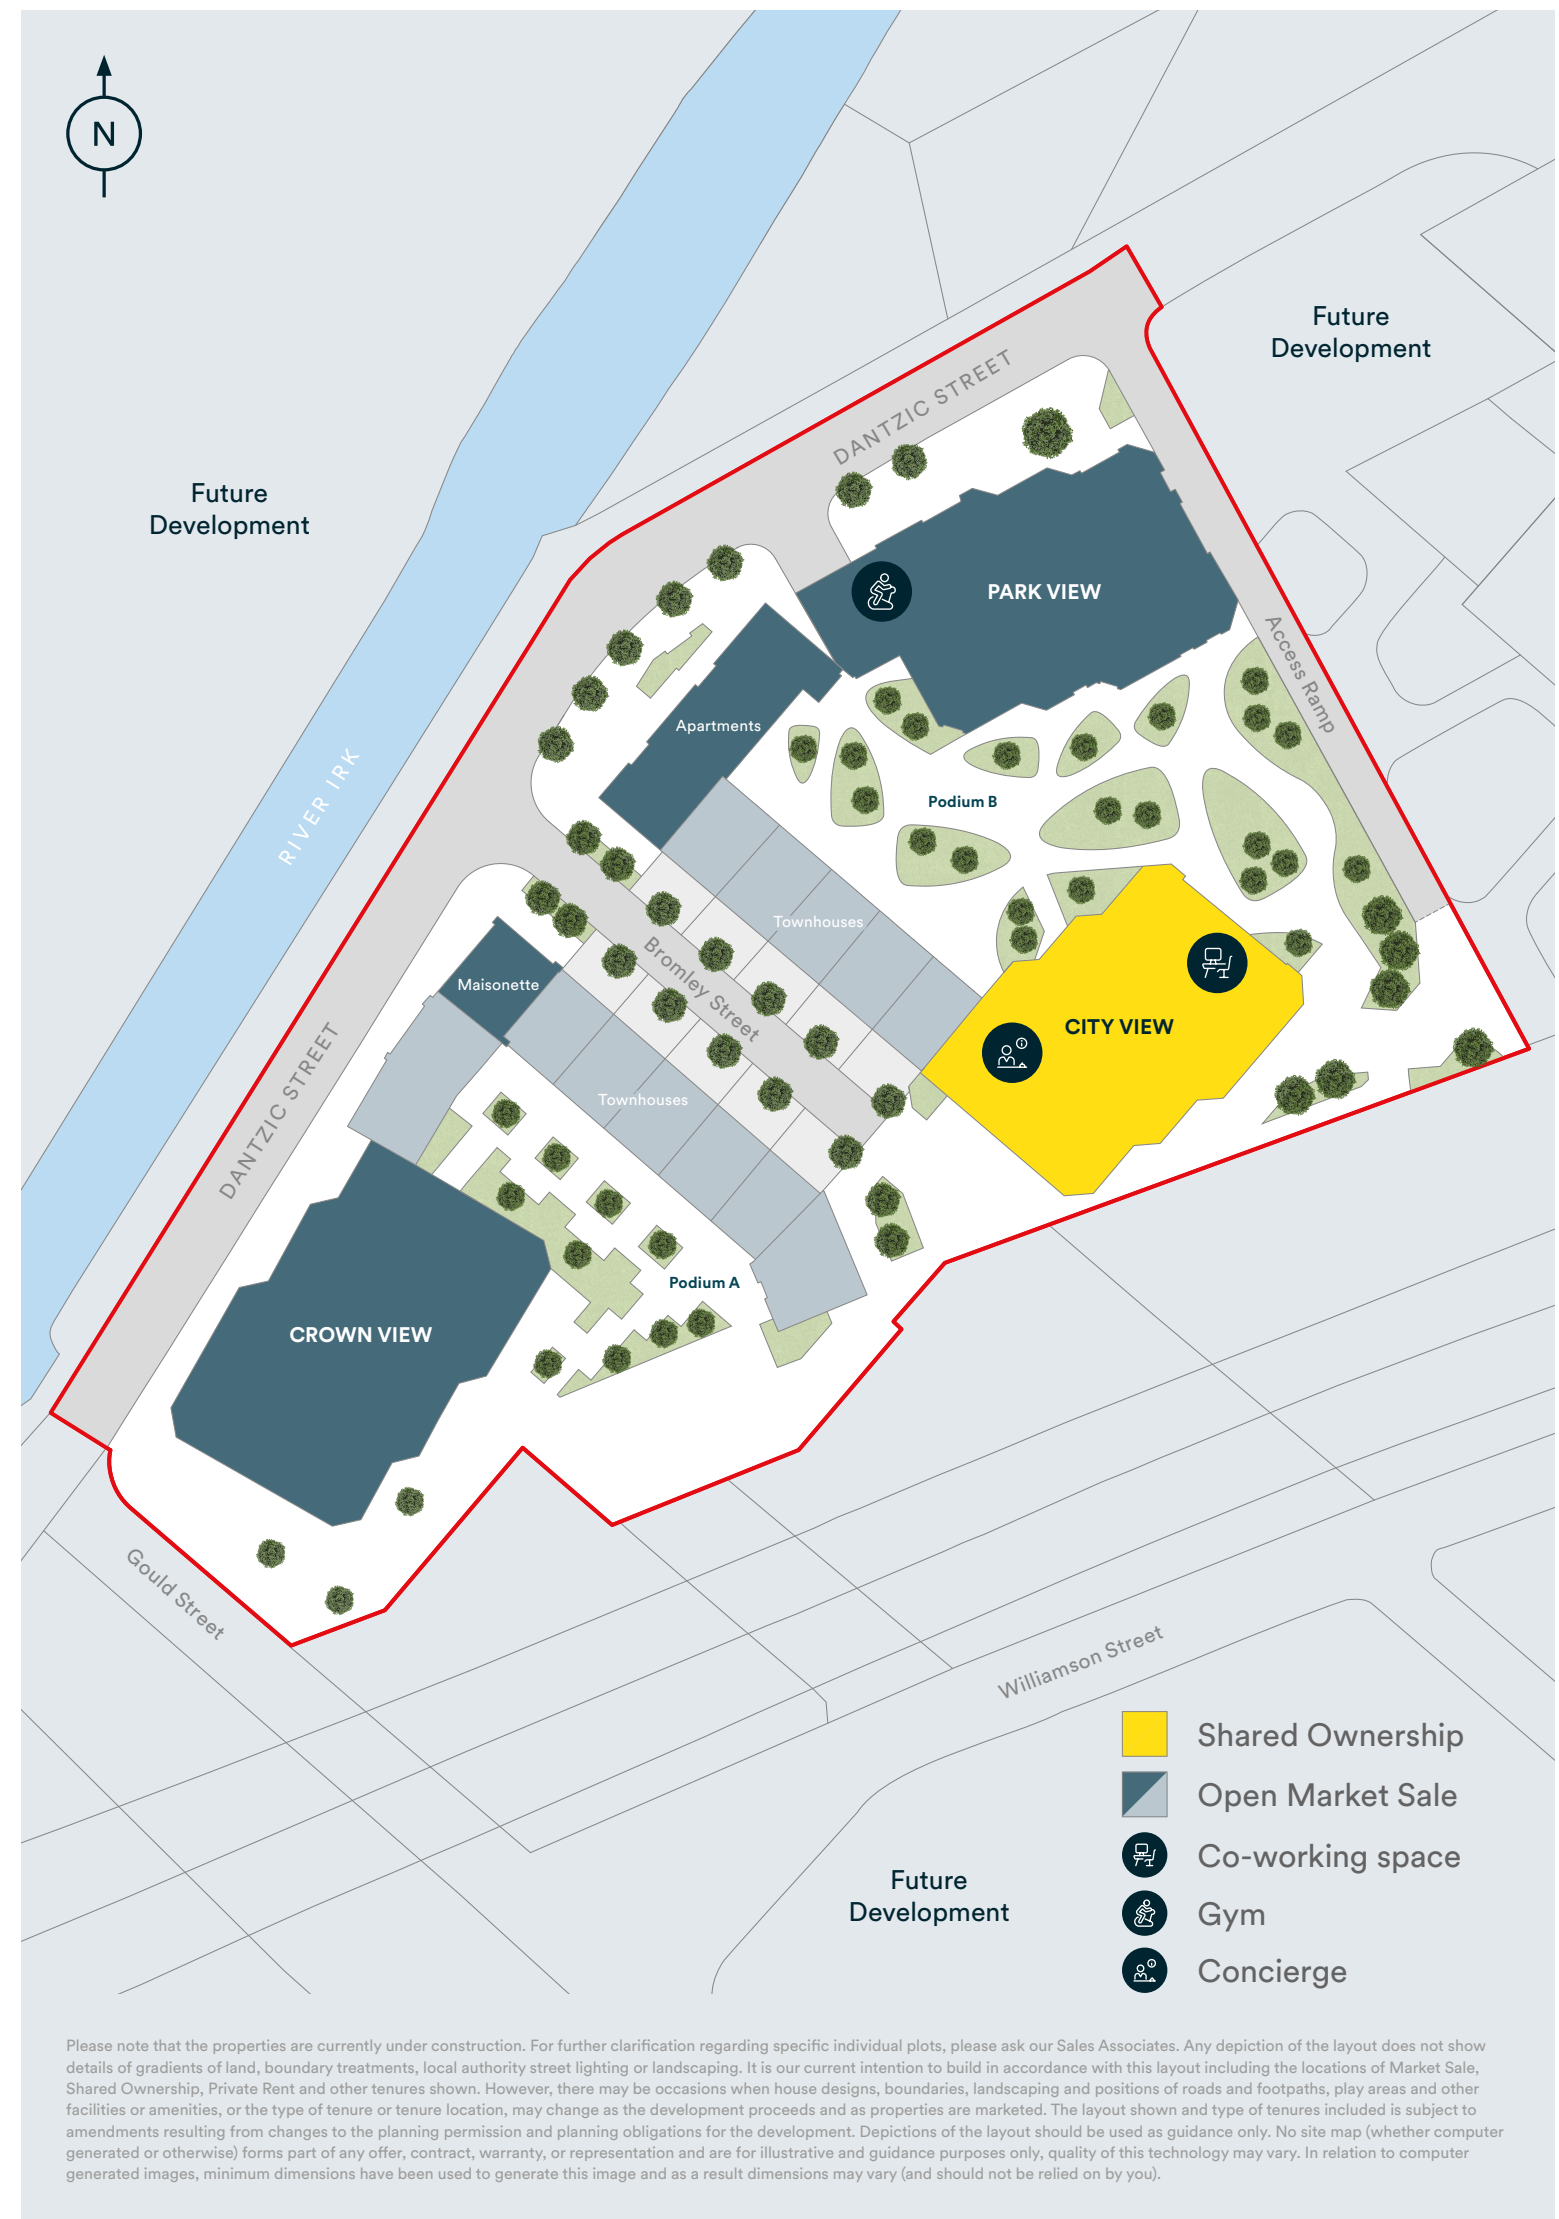 N
Future
Development
DANTZIC STREET
Future
Development
PARK VIEW
Access Ramp
Apartments
RIVER IRK
Podium B
Townhouses
Bromley Street
Maisonette
CITY VIEW
DANTZIC STREET
Townhouses
Podium A
CROWN VIEW
Gould Street
Williamson Street
Shared Ownership
Open Market Sale
Co-working space
Gym
Concierge
Future
Development
Please note that the properties are currently under construction. For further clarification regarding specific individual plots, please ask our Sales Associates. Any depiction of the layout does not show
details of gradients of land, boundary treatments, local authority street lighting or landscaping. It is our current intention to build in accordance with this layout including the locations of Market Sale,
Shared Ownership, Private Rent and other tenures shown. However, there may be occasions when house designs, boundaries, landscaping and positions of roads and footpaths, play areas and other
facilities or amenities, or the type of tenure or tenure location, may change as the development proceeds and as properties are marketed. The layout shown and type of tenures included is subject to
amendments resulting from changes to the planning permission and planning obligations for the development. Depictions of the layout should be used as guidance only. No site map (whether computer
generated or otherwise) forms part of any offer, contract, warranty, or representation and are for illustrative and guidance purposes only, quality of this technology may vary. In relation to computer
generated images, minimum dimensions have been used to generate this image and as a result dimensions may vary (and should not be relied on by you).